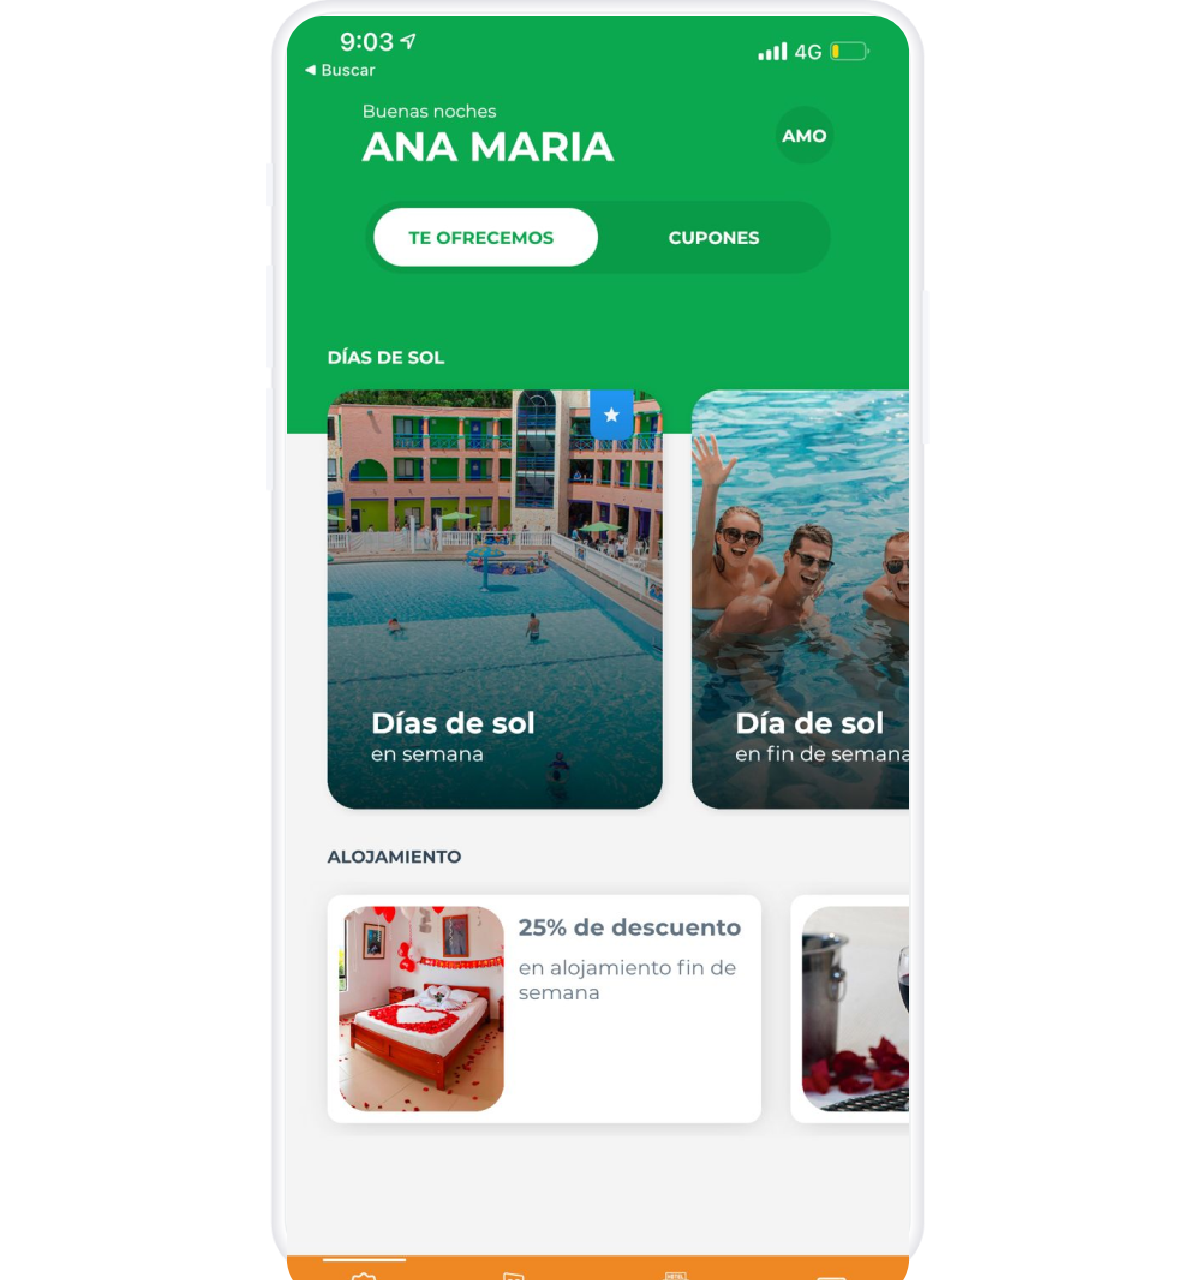 9:03
4G
◀ Buscar
Buenas noches
ANA MARIA
AMO
TE OFRECEMOS
CUPONES
DÍAS DE SOL
Días de sol
en semana
Día de sol
en fin de semana
ALOJAMIENTO
25% de descuento
en alojamiento fin de
semana
HOTEL